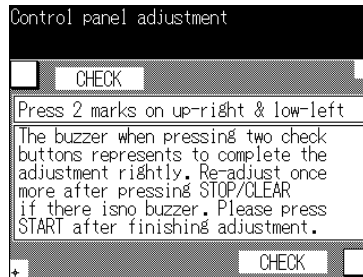 Control panel adjustment
CHECK
Press 2 marks on up-right & low-left
The buzzer when pressing two check
buttons represents to complete the
adjustment rightly. Re-adjust once
more after pressing STOP/CLEAR
if there isno buzzer. Please press
START after finishing adjustment.
CHECK